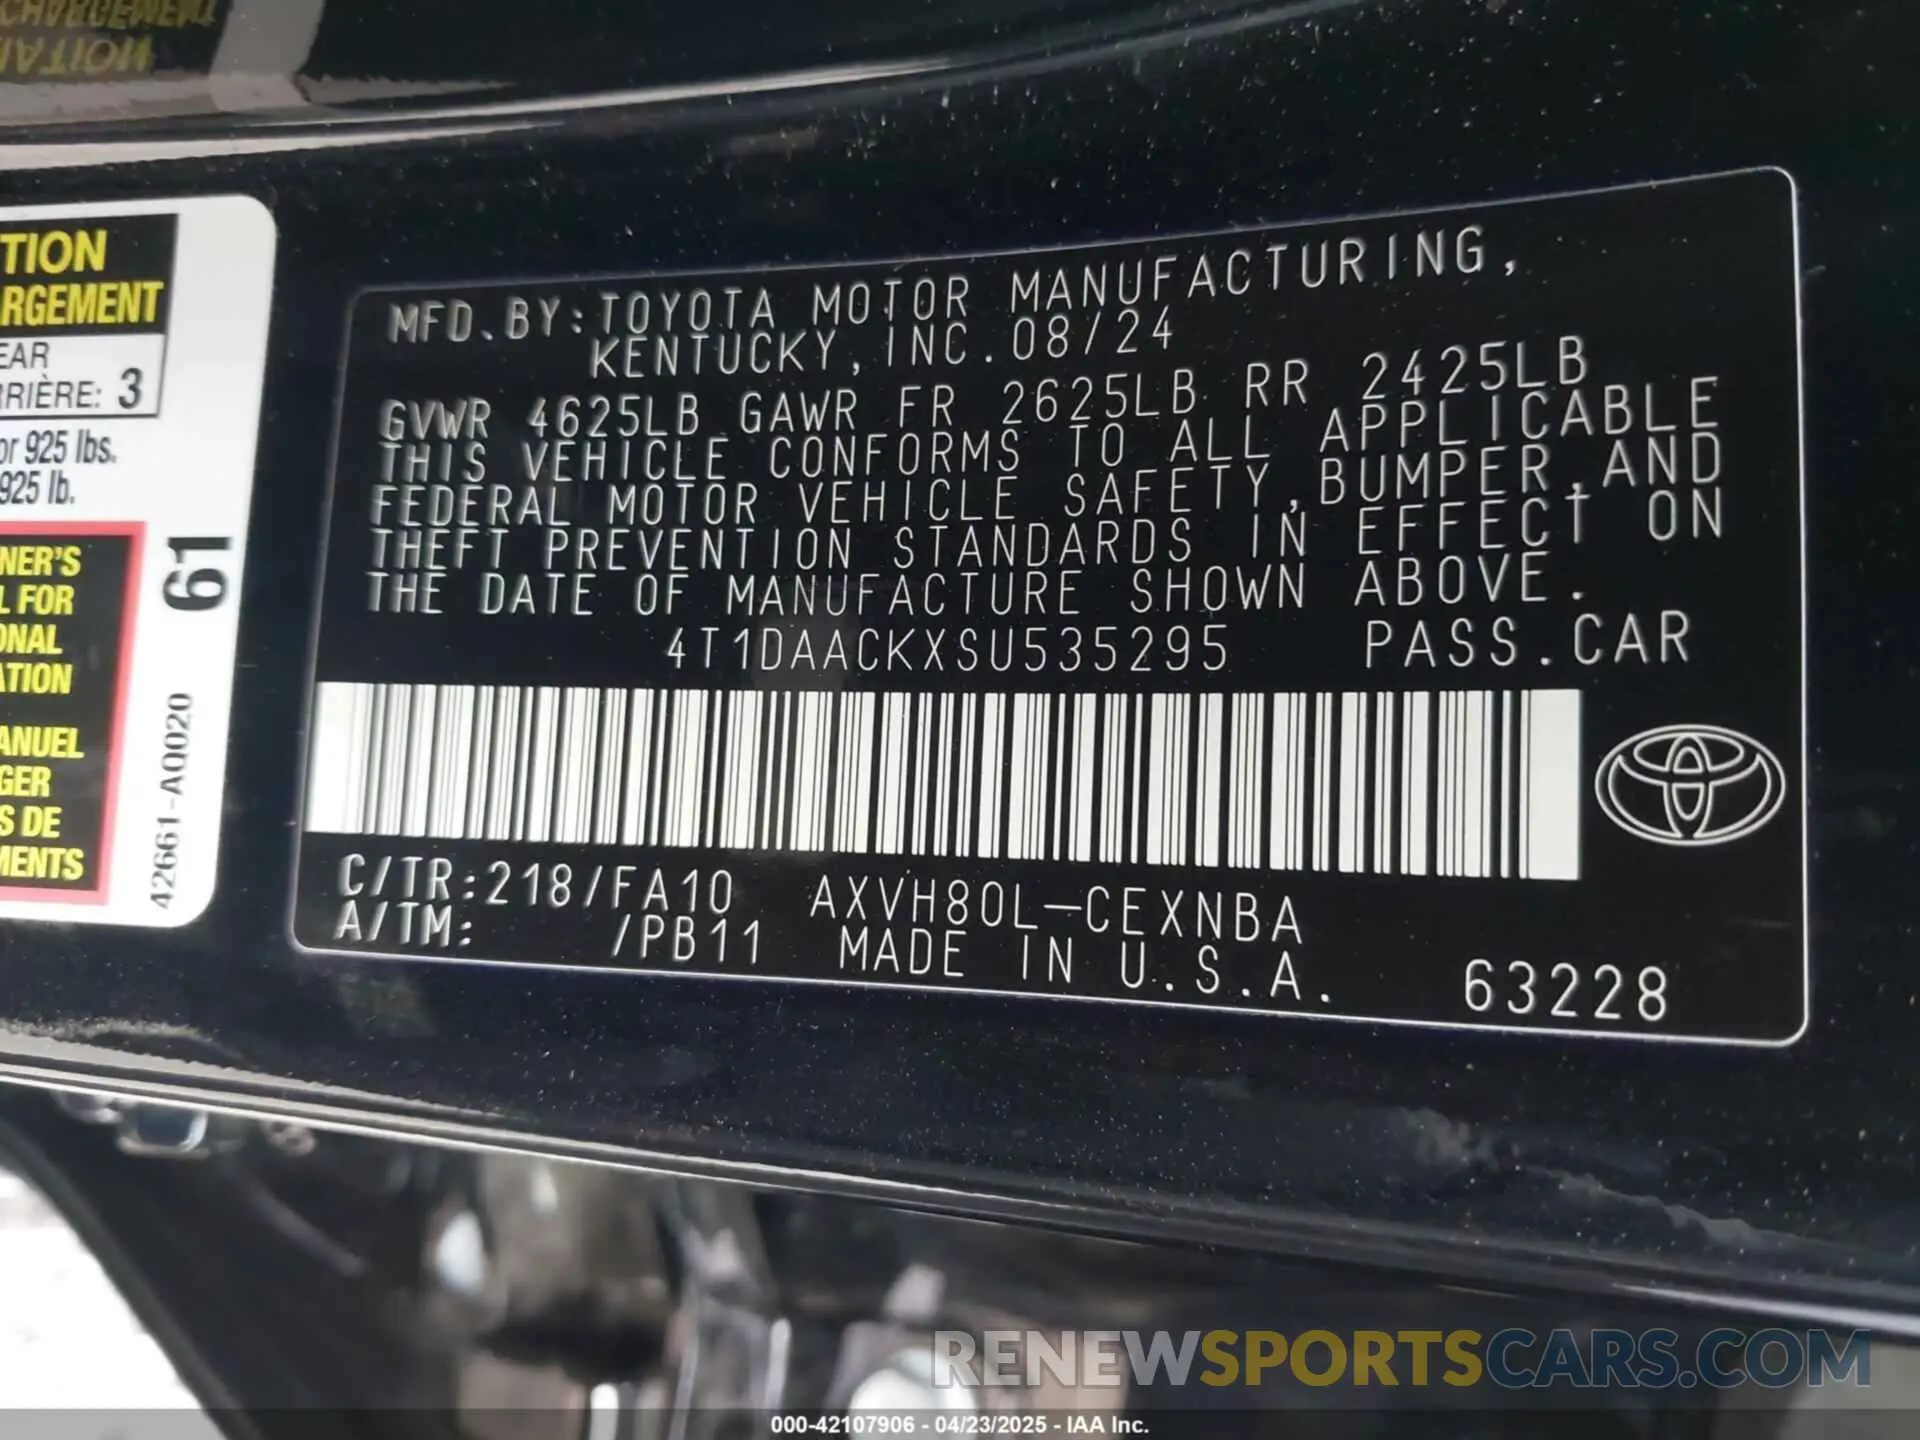 TION
ARGEMENT
EAR
RRIÈRE: 3
or 925 lbs.
925 lb.
NER'S
L FOR
ONAL
ATION
ANUEL
GER
S DE
MENTS
61
42661-AQ020
MFD.BY:TOYOTA MOTOR MANUFACTURING,
KENTUCKY,INC.08/24
GVWR 4625LB GAWR FR 2625LB RR 2425LB
THIS VEHICLE CONFORMS TO ALL APPLICABLE
FEDERAL MOTOR VEHICLE SAFETY,BUMPER,AND
THEFT PREVENTION STANDARDS IN EFFECT ON
THE DATE OF MANUFACTURE SHOWN ABOVE.
4T1DAACKXSU535295 PASS.CAR
C/TR:218/FA10 AXVH80L-CEXNBA
A/TM: /PB11 MADE IN U.S.A. 63228
RENEWSPORTSCARS.COM
000-42107906 - 04/23/2025 - IAA Inc.